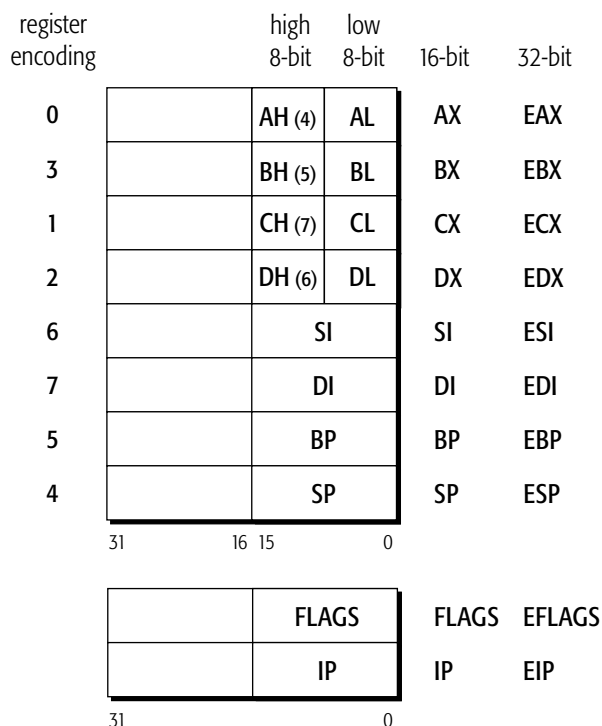 register high low
encoding 8-bit 8-bit 16-bit 32-bit
0 AH (4) AL AX EAX
3 BH (5) BL BX EBX
1 CH (7) CL CX ECX
2 DH (6) DL DX EDX
6 SI SI ESI
7 DI DI EDI
5 BP BP EBP
4 SP SP ESP
31 16 15 0
FLAGS FLAGS EFLAGS
IP IP EIP
31 0